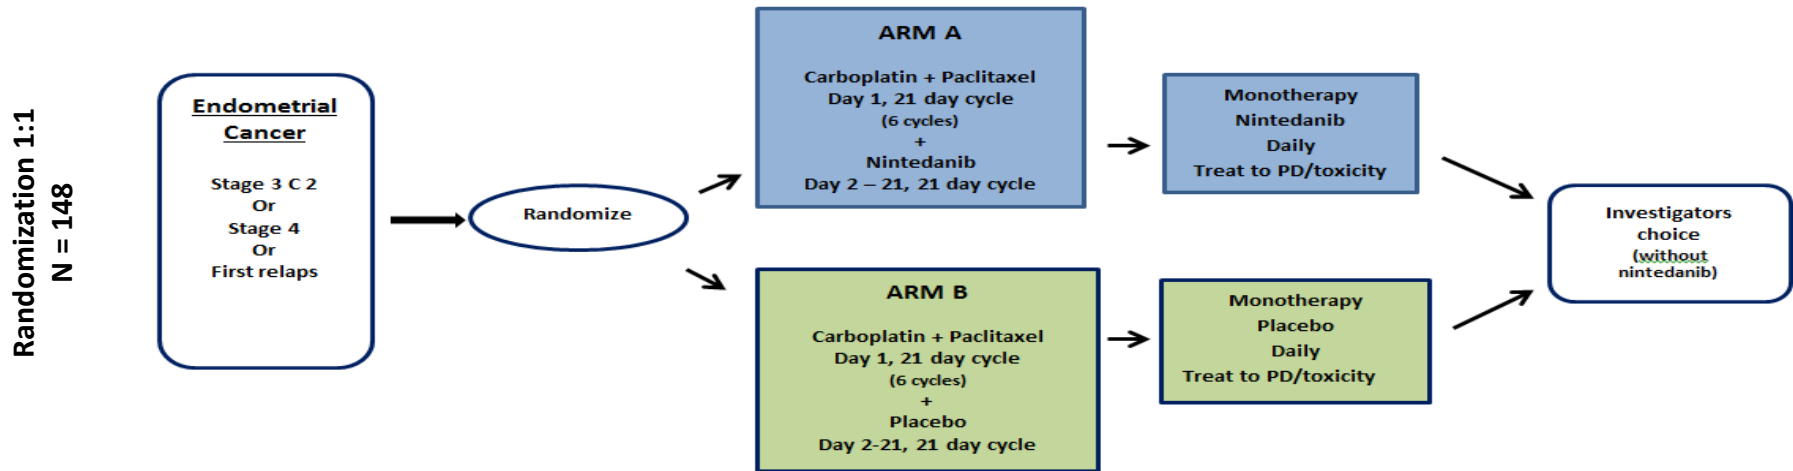 Randomization 1:1
N = 148
Endometrial
Cancer
Stage 3 C 2
Or
Stage 4
Or
First relaps
Randomize
ARM A
Carboplatin + Paclitaxel
Day 1, 21 day cycle
(6 cycles)
+
Nintedanib
Day 2 – 21, 21 day cycle
Monotherapy
Nintedanib
Daily
Treat to PD/toxicity
ARM B
Carboplatin + Paclitaxel
Day 1, 21 day cycle
(6 cycles)
+
Placebo
Day 2-21, 21 day cycle
Monotherapy
Placebo
Daily
Treat to PD/toxicity
Investigators
choice
(without
nintedanib)